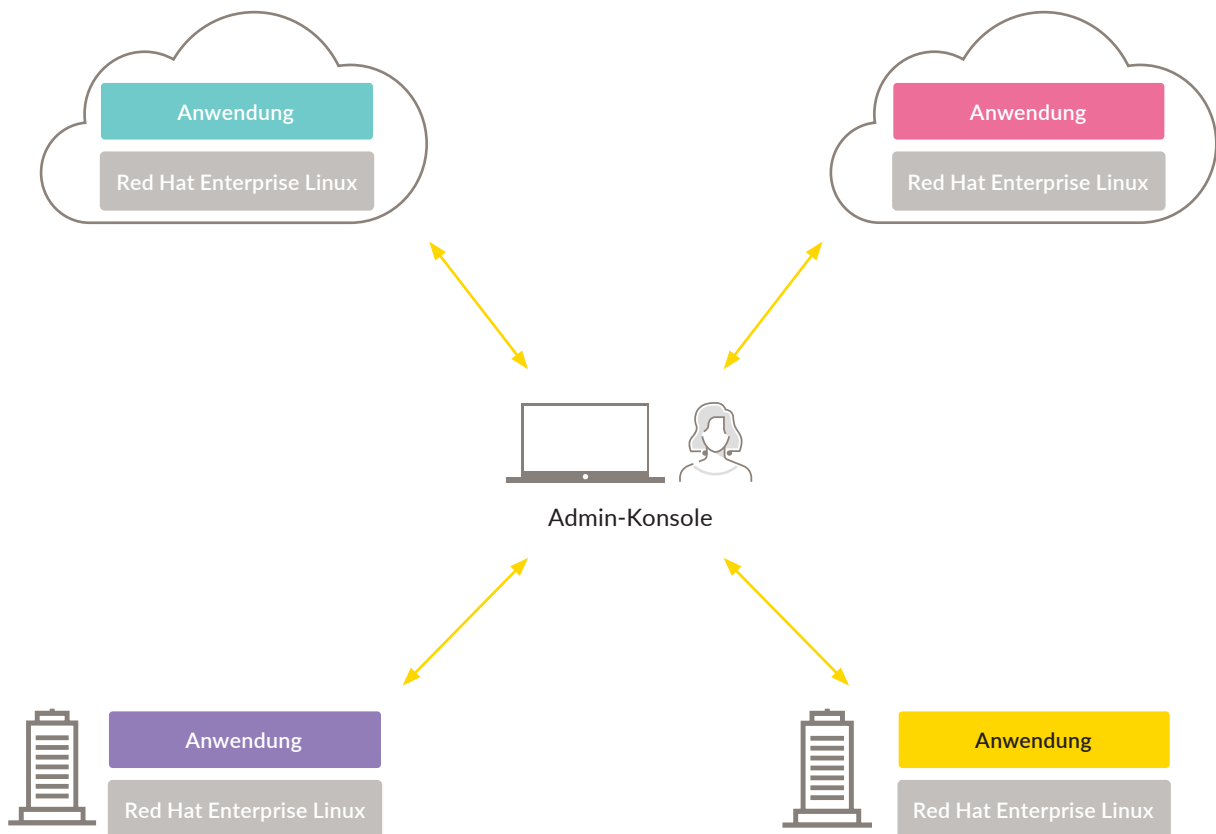 Anwendung
Red Hat Enterprise Linux
Anwendung
Red Hat Enterprise Linux
Admin-Konsole
Anwendung
Red Hat Enterprise Linux
Anwendung
Red Hat Enterprise Linux